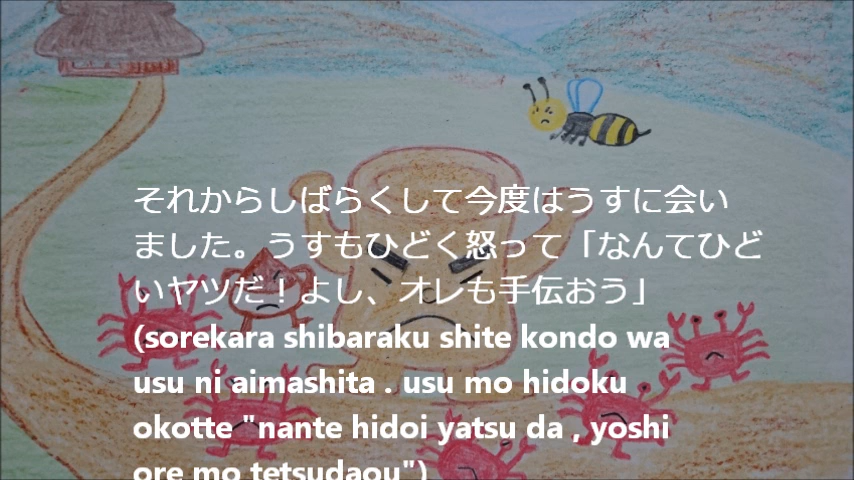 それからしばらくして今度はうすに会い
ました。うすもひどく怒って「なんてひど
いヤツだ！よし、オレも手伝おう」
(sorekara shibaraku shite kondo wa
usu ni aimashita . usu mo hidoku
okotte "nante hidoi yatsu da , yoshi
ore mo tetsudaou")